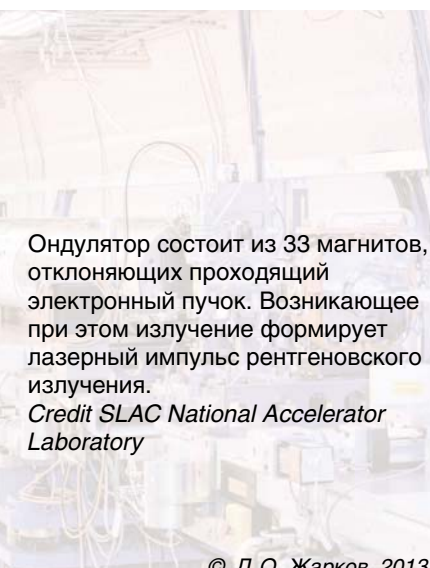 Ондулятор состоит из 33 магнитов,
отклоняющих проходящий
электронный пучок. Возникающее
при этом излучение формирует
лазерный импульс рентгеновского
излучения.
Credit SLAC National Accelerator
Laboratory
© Д.О. Жарков, 2013